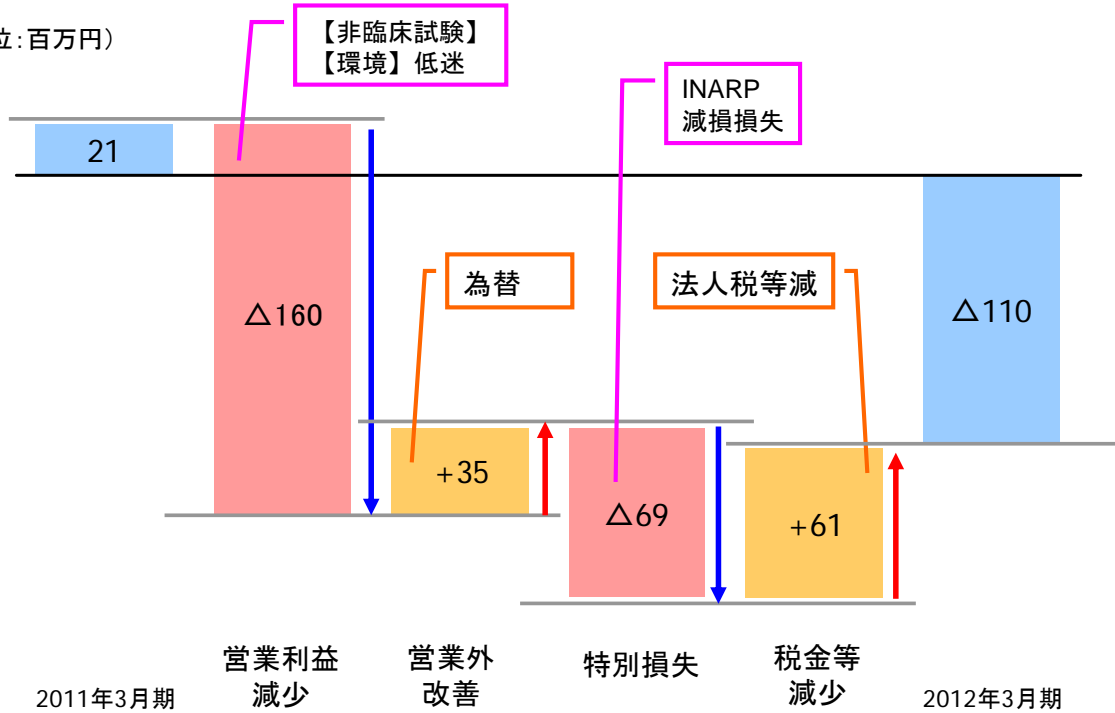 位:百万円）
【非臨床試験】
【環境】低迷
INARP
減損損失
21
為替
法人税等減
△160
△110
+35
△69
+61
営業利益
減少
営業外
改善
特別損失
税金等
減少
2011年3月期
2012年3月期